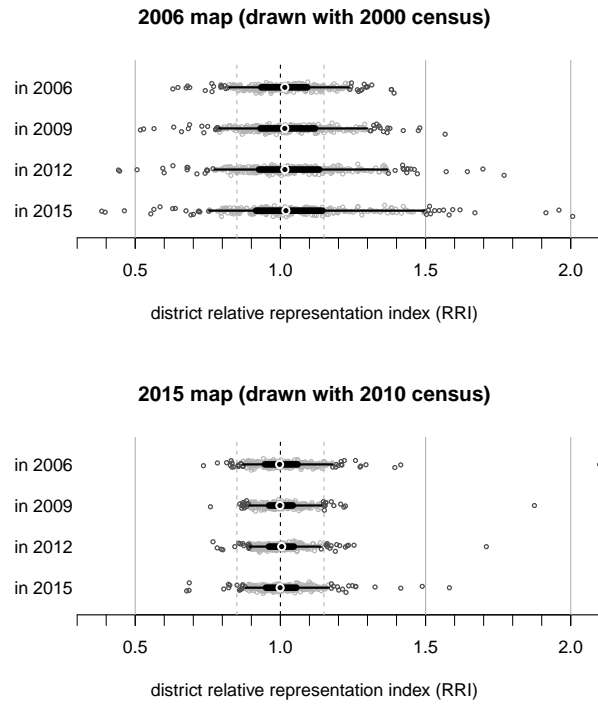 2006 map (drawn with 2000 census)
in 2006
in 2009
in 2012
in 2015
0.5 1.0 1.5 2.0
district relative representation index (RRI)
2015 map (drawn with 2010 census)
in 2006
in 2009
in 2012
in 2015
0.5 1.0 1.5 2.0
district relative representation index (RRI)